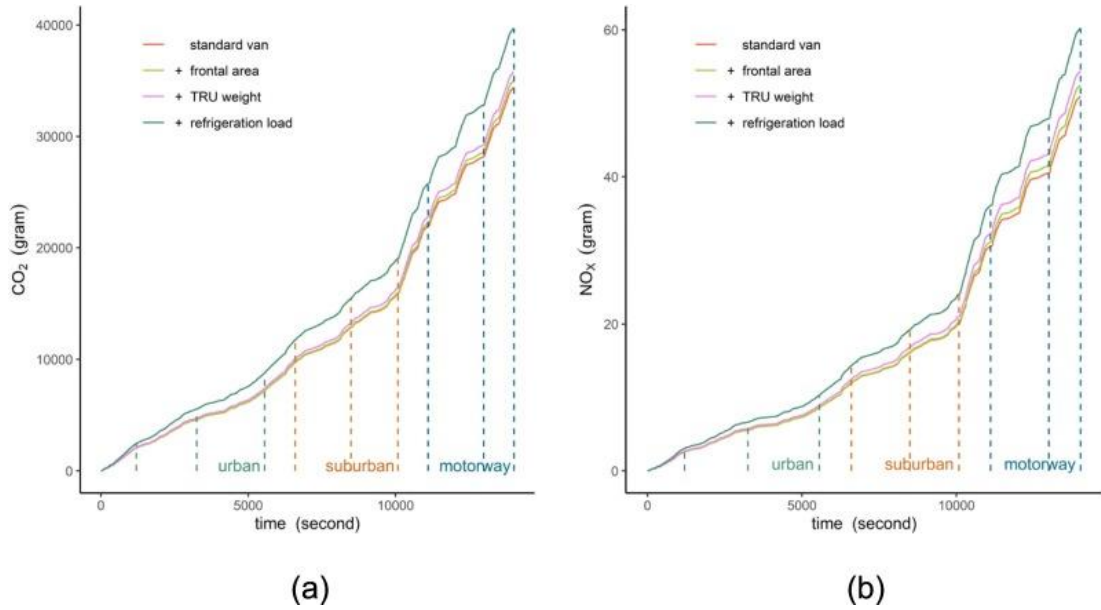 40000
30000
20000
10000
0
CO₂ (gram)
standard van
+ frontal area
+ TRU weight
+ refrigeration load
urban
suburban
motorway
0
5000
10000
time (second)
(a)
60
40
20
0
NOₓ (gram)
standard van
+ frontal area
+ TRU weight
+ refrigeration load
urban
suburban
motorway
0
5000
10000
time (second)
(b)